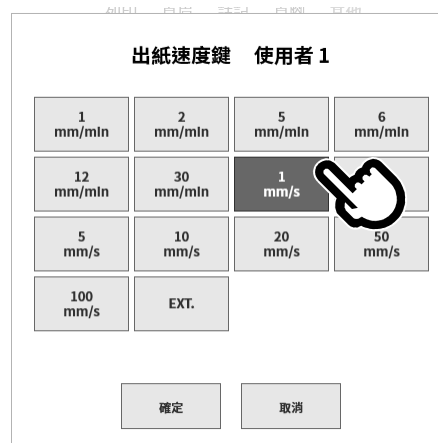 出紙速度鍵 使用者 1
1
mm/min
2
mm/min
5
mm/min
6
mm/min
12
mm/min
30
mm/min
1
mm/s
5
mm/s
10
mm/s
20
mm/s
50
mm/s
100
mm/s
EXT.
確定
取消